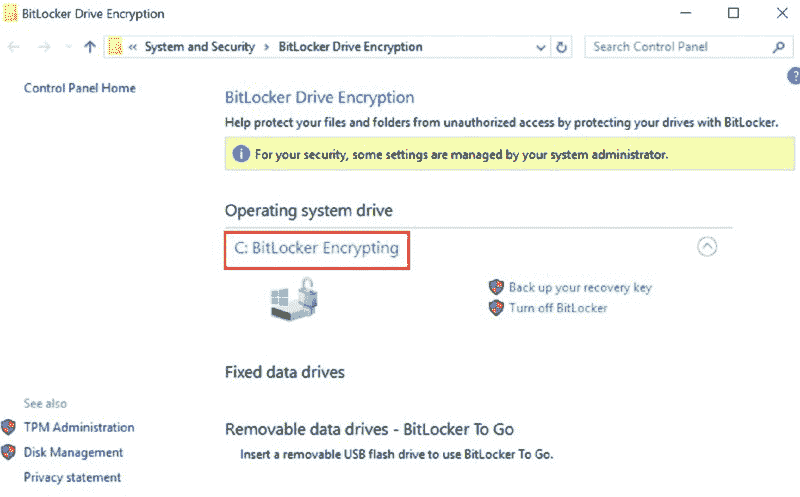 BitLocker Drive Encryption
« System and Security › BitLocker Drive Encryption
Search Control Panel
Control Panel Home
BitLocker Drive Encryption
Help protect your files and folders from unauthorized access by protecting your drives with BitLocker.
For your security, some settings are managed by your system administrator.
Operating system drive
C: BitLocker Encrypting
Back up your recovery key
Turn off BitLocker
Fixed data drives
Removable data drives - BitLocker To Go
Insert a removable USB flash drive to use BitLocker To Go.
See also
TPM Administration
Disk Management
Privacy statement